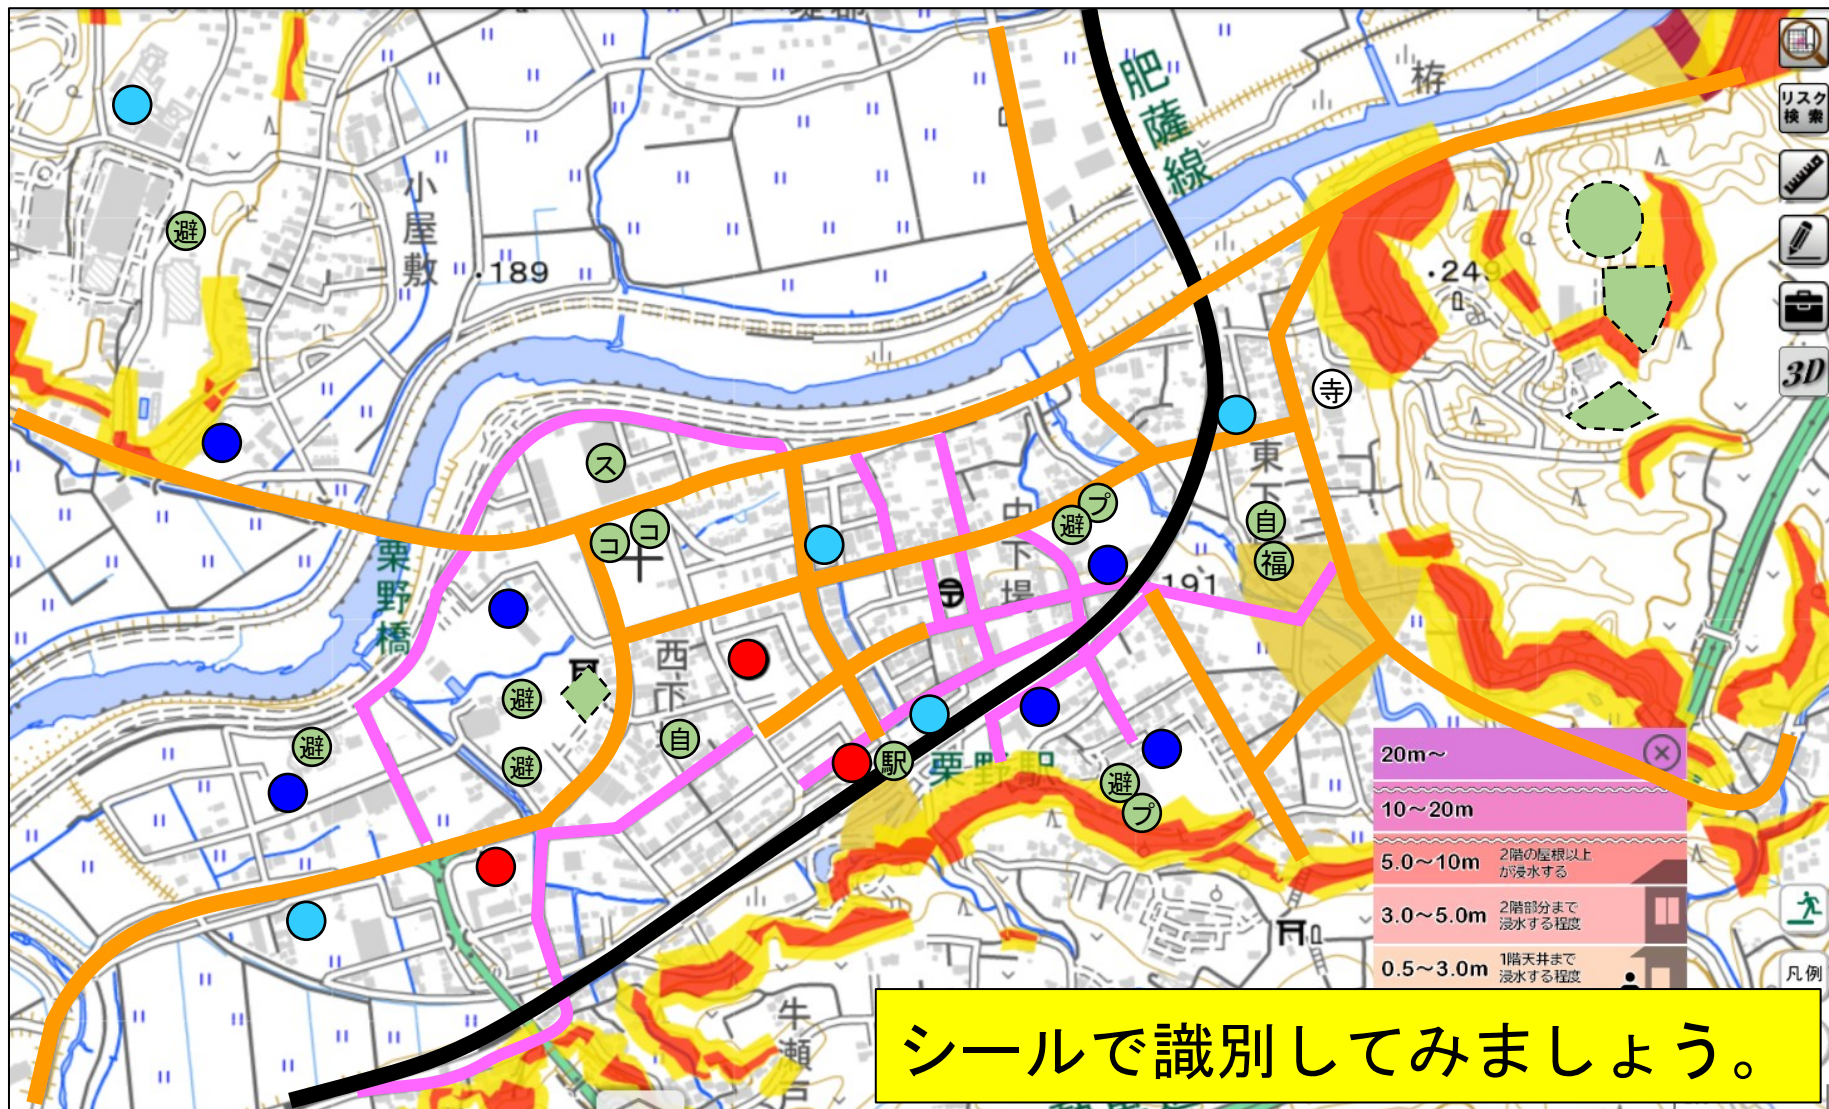 肥薩線
栫
リスク
検索
小屋敷
避
189
249
3D
寺
ス
東下
栗野橋
コ
コ
中下場
プ
避
自
福
191
西下
避
避
避
自
駅
栗野駅
避
プ
20m～
10～20m
5.0～10m 2階の屋根以上
が浸水する
3.0～5.0m 2階部分まで
浸水する程度
0.5～3.0m 1階天井まで
浸水する程度
凡例
牛瀬戸
シールで識別してみましょう。